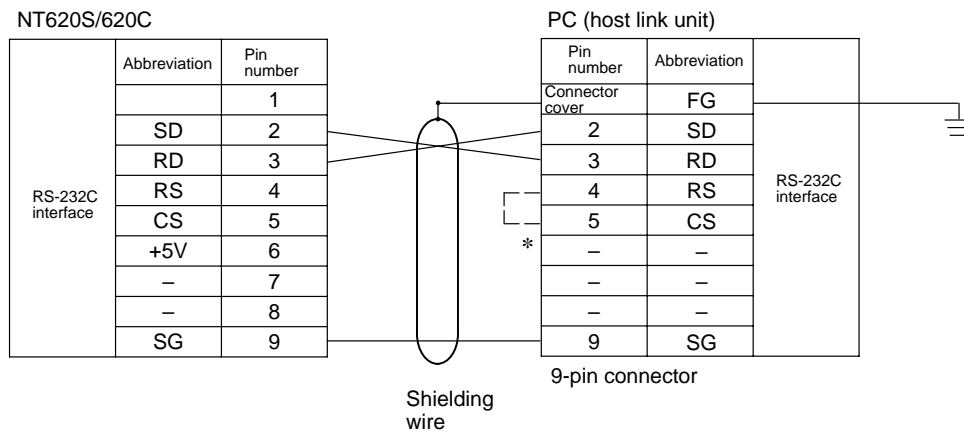 NT620S/620C
PC (host link unit)
Abbreviation
Pin
number
1
SD 2
RD 3
RS 4
CS 5
+5V 6
– 7
– 8
SG 9
RS-232C
interface
Pin
number
Abbreviation
Connector
cover
FG
2 SD
3 RD
4 RS
5 CS
– –
– –
– –
9 SG
RS-232C
interface
*
9-pin connector
Shielding
wire